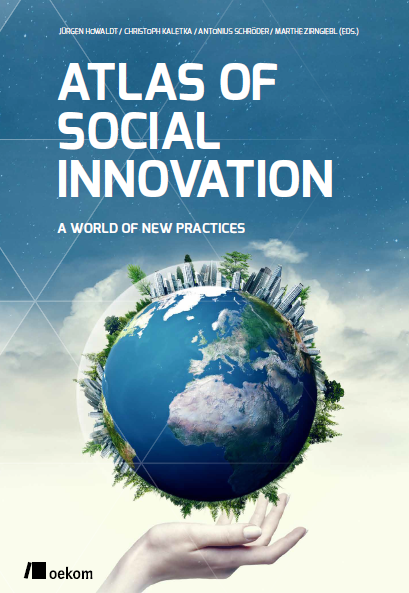 JÜRGEN HOWALDT / CHRISTOPH KALETKA / ANTONIUS SCHRÖDER / MARTHE ZIRNGIEBL (EDS.)
ATLAS OF
SOCIAL
INNOVATION
A WORLD OF NEW PRACTICES
oekom